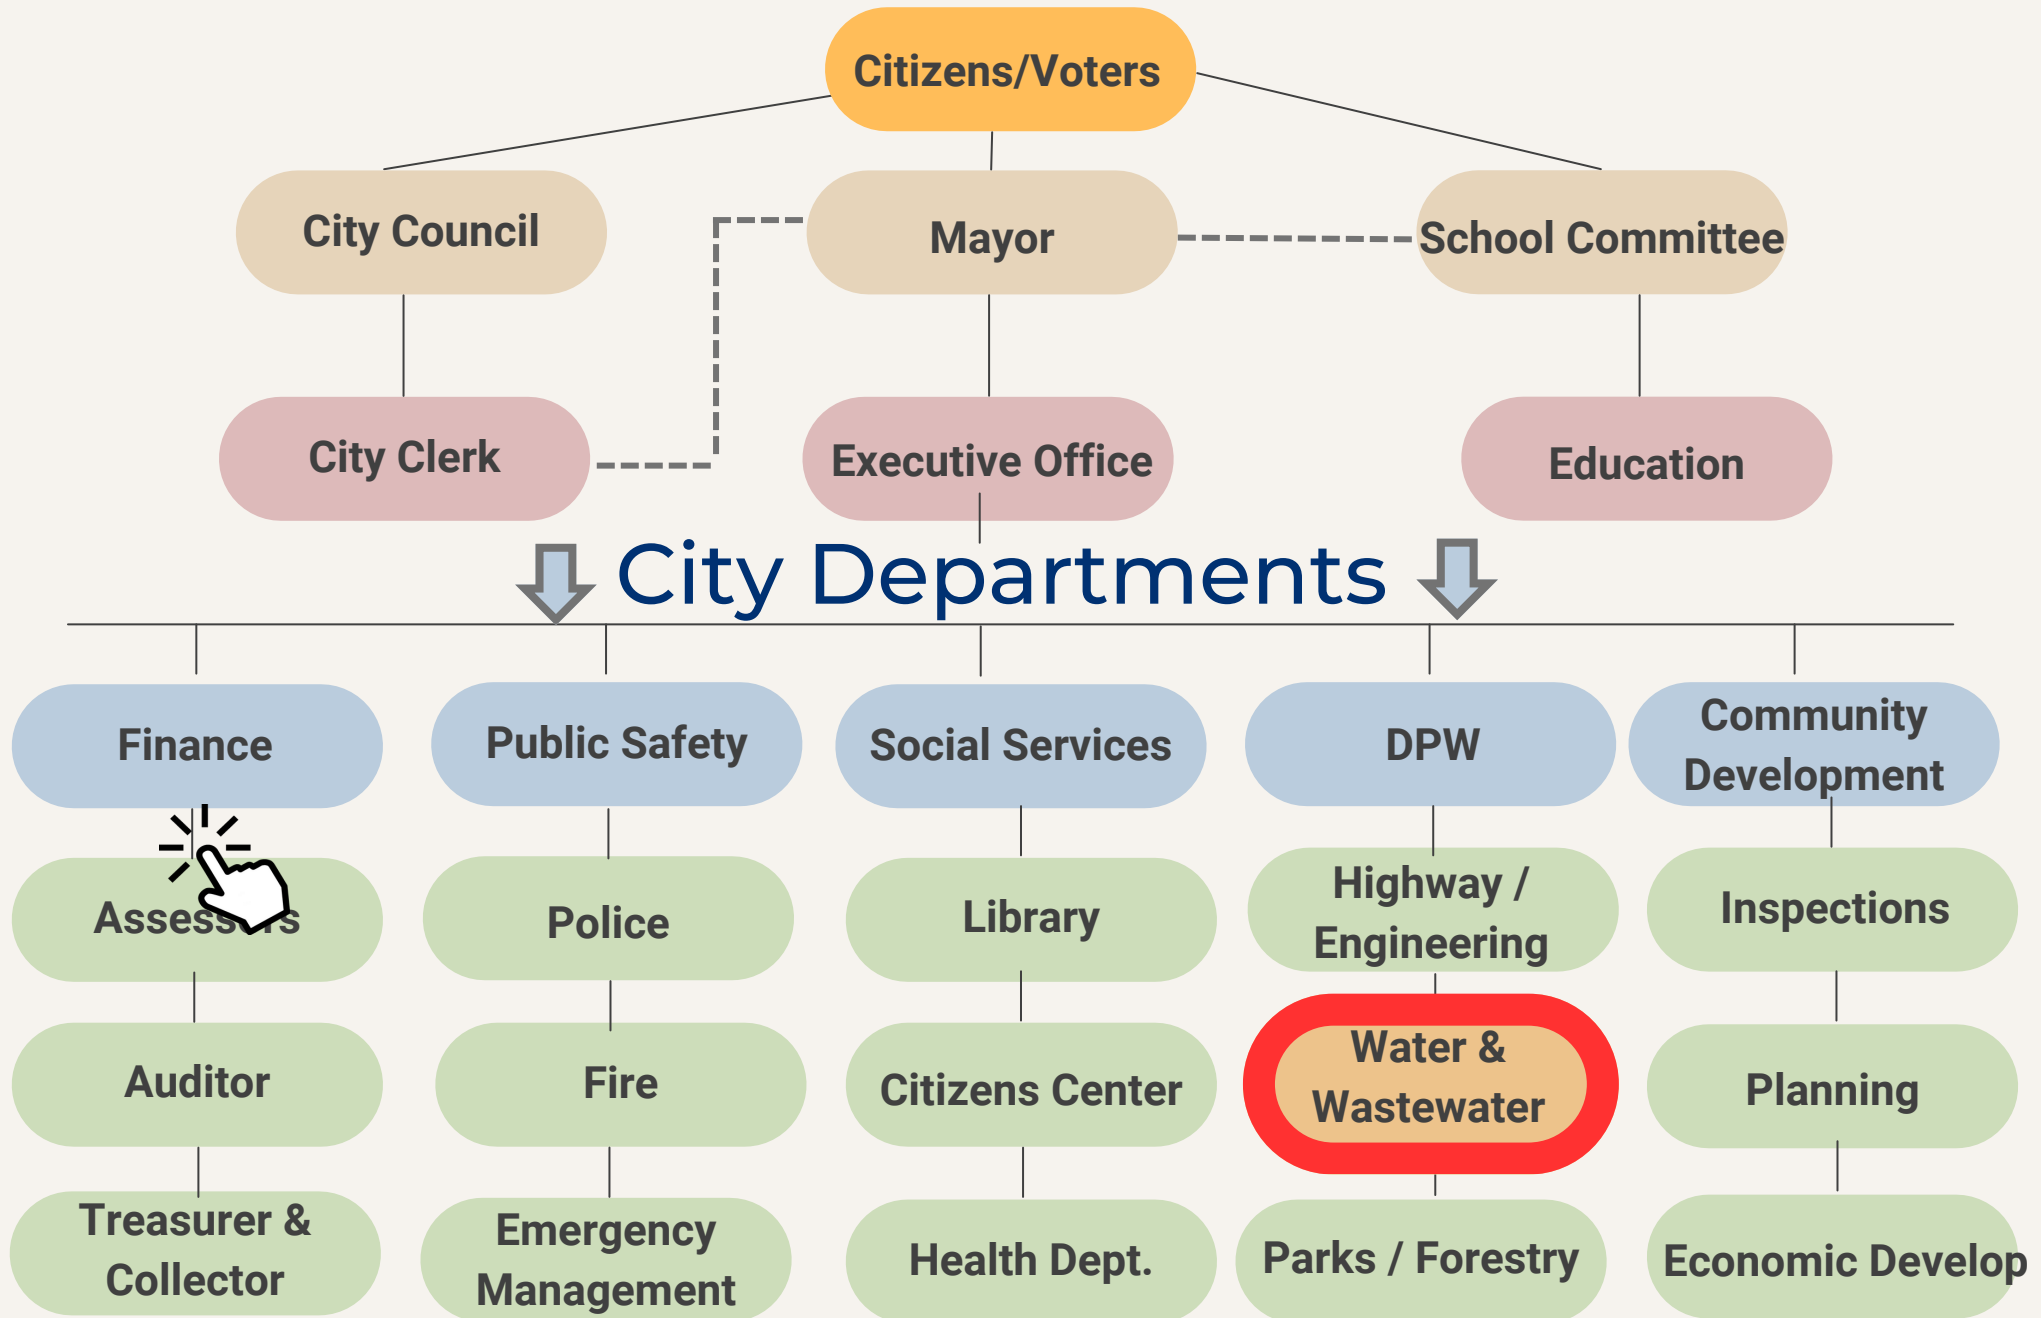 Citizens/Voters
City Council
Mayor
School Committee
City Clerk
Executive Office
Education
City Departments
Finance
Public Safety
Social Services
DPW
Community
Development
Assessors
Police
Library
Highway /
Engineering
Inspections
Auditor
Fire
Citizens Center
Water &
Wastewater
Planning
Treasurer &
Collector
Emergency
Management
Health Dept.
Parks / Forestry
Economic Develop